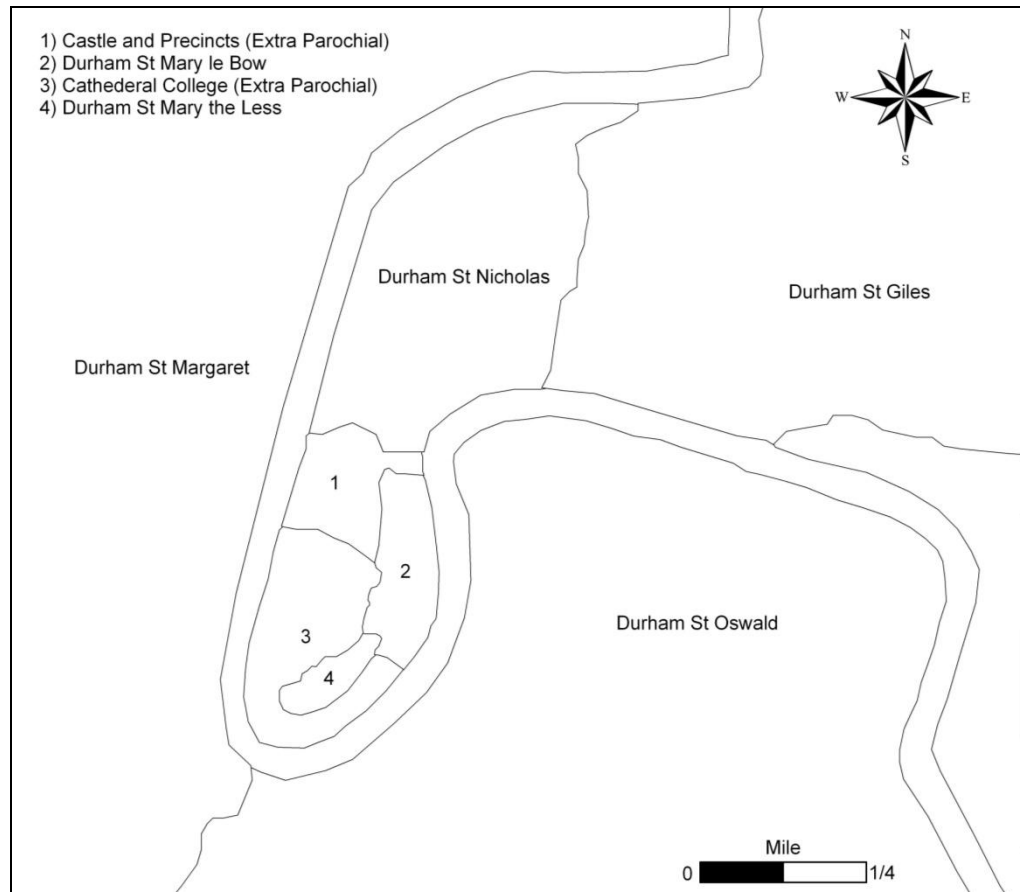 1) Castle and Precincts (Extra Parochial)
2) Durham St Mary le Bow
3) Cathederal College (Extra Parochial)
4) Durham St Mary the Less
N
W
E
S
Durham St Nicholas
Durham St Giles
Durham St Margaret
1
2
Durham St Oswald
3
4
Mile
0
1/4